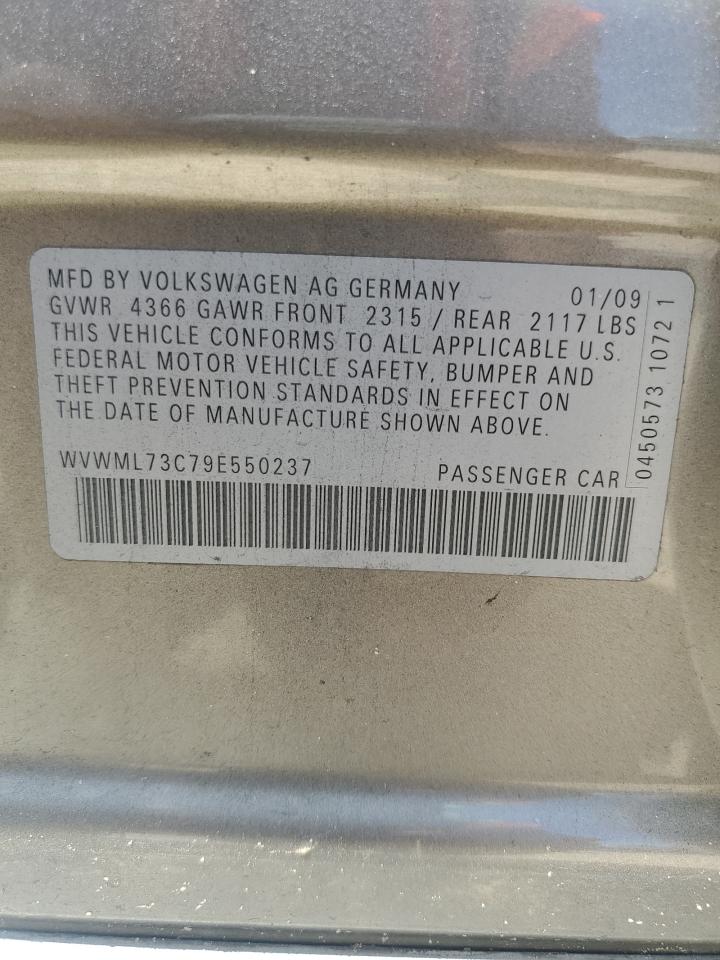 MFD BY VOLKSWAGEN AG GERMANY 01/09
GVWR 4366 GAWR FRONT 2315 / REAR 2117 LBS
THIS VEHICLE CONFORMS TO ALL APPLICABLE U.S.
FEDERAL MOTOR VEHICLE SAFETY, BUMPER AND
THEFT PREVENTION STANDARDS IN EFFECT ON
THE DATE OF MANUFACTURE SHOWN ABOVE.
WVWML73C79E550237 PASSENGER CAR
0450573 1072 1